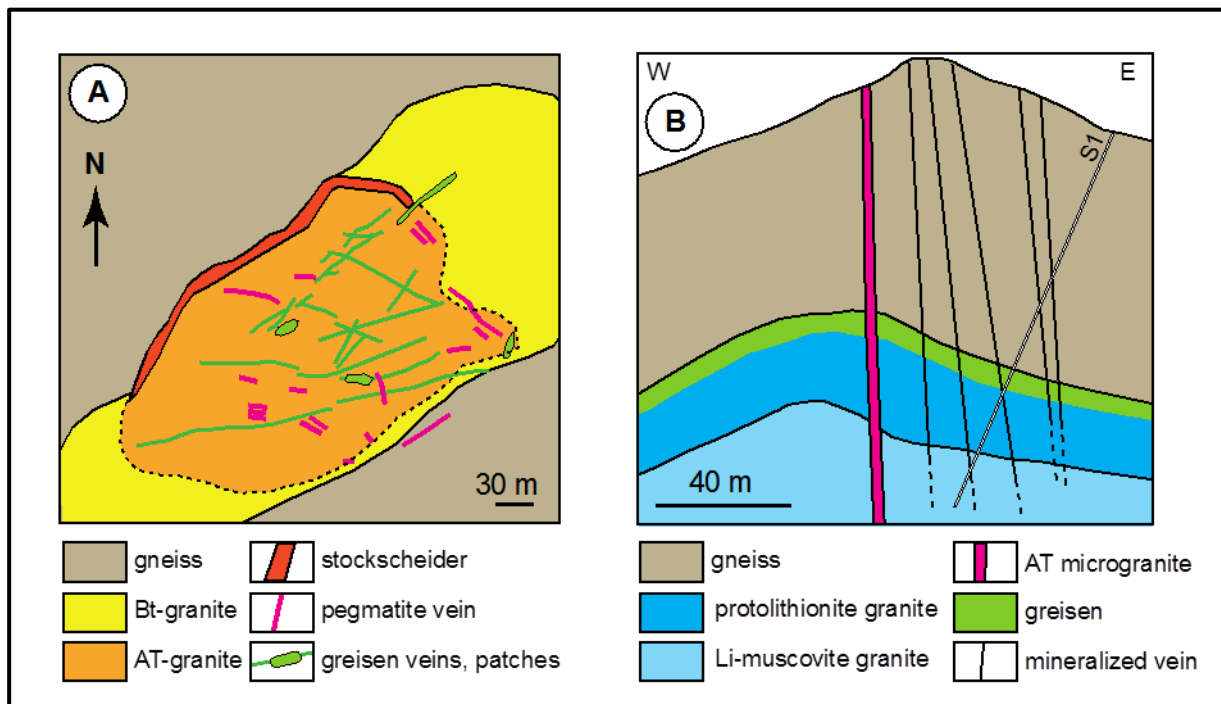 A
N
30 m
gneiss
stockscheider
Bt-granite
pegmatite vein
AT-granite
greisen veins, patches
W
E
B
S1
40 m
gneiss
AT microgranite
protolithionite granite
greisen
Li-muscovite granite
mineralized vein